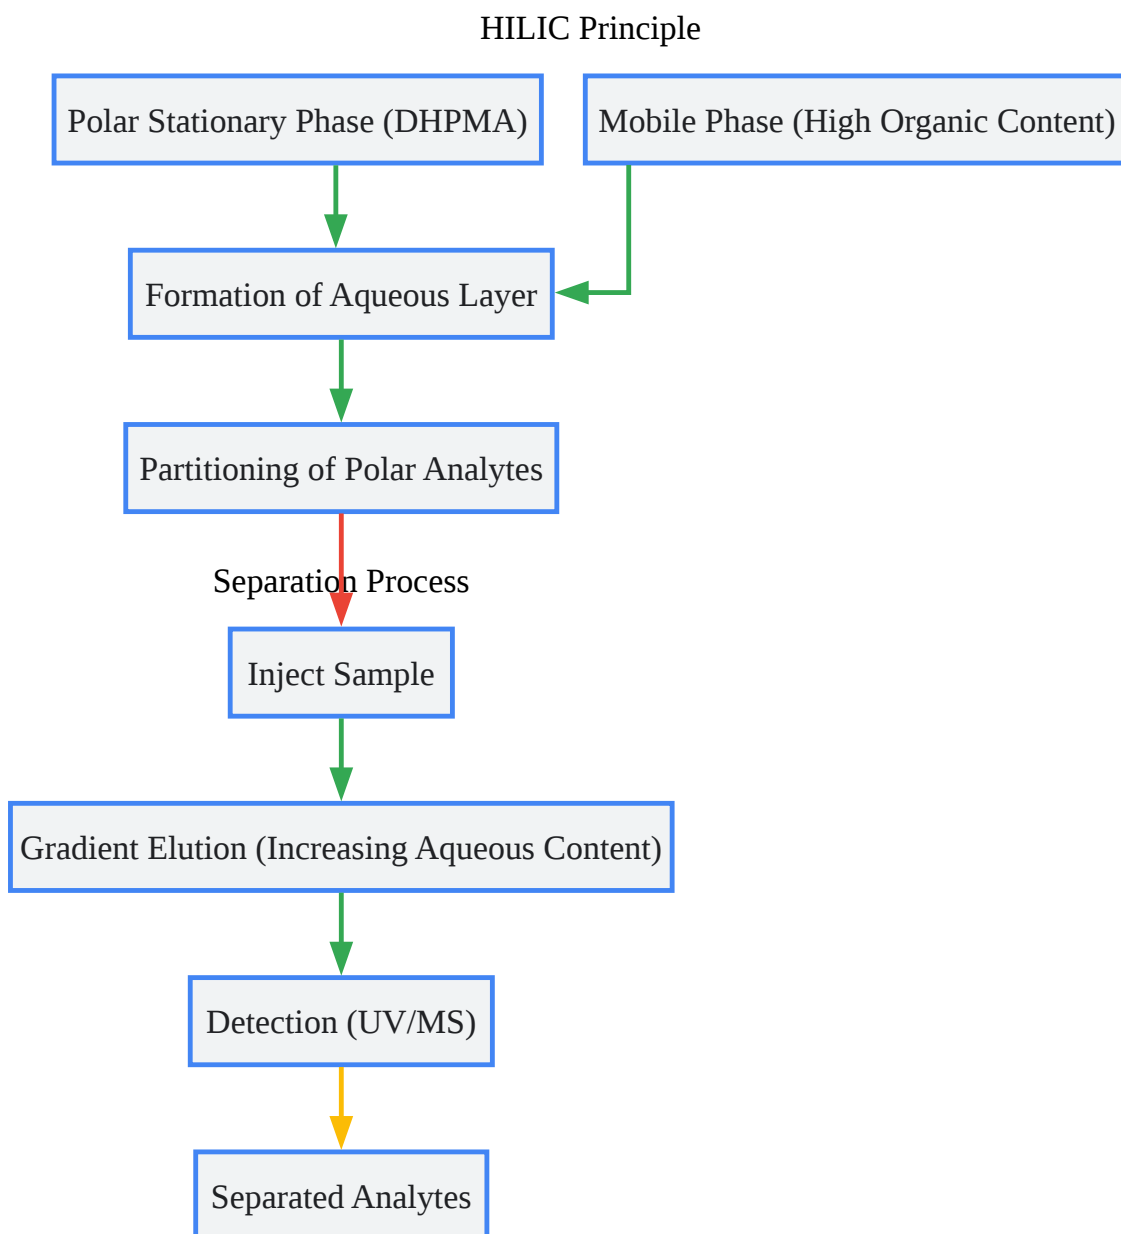 HILIC Principle
Polar Stationary Phase (DHPMA)
Mobile Phase (High Organic Content)
Formation of Aqueous Layer
Partitioning of Polar Analytes
Separation Process
Inject Sample
Gradient Elution (Increasing Aqueous Content)
Detection (UV/MS)
Separated Analytes